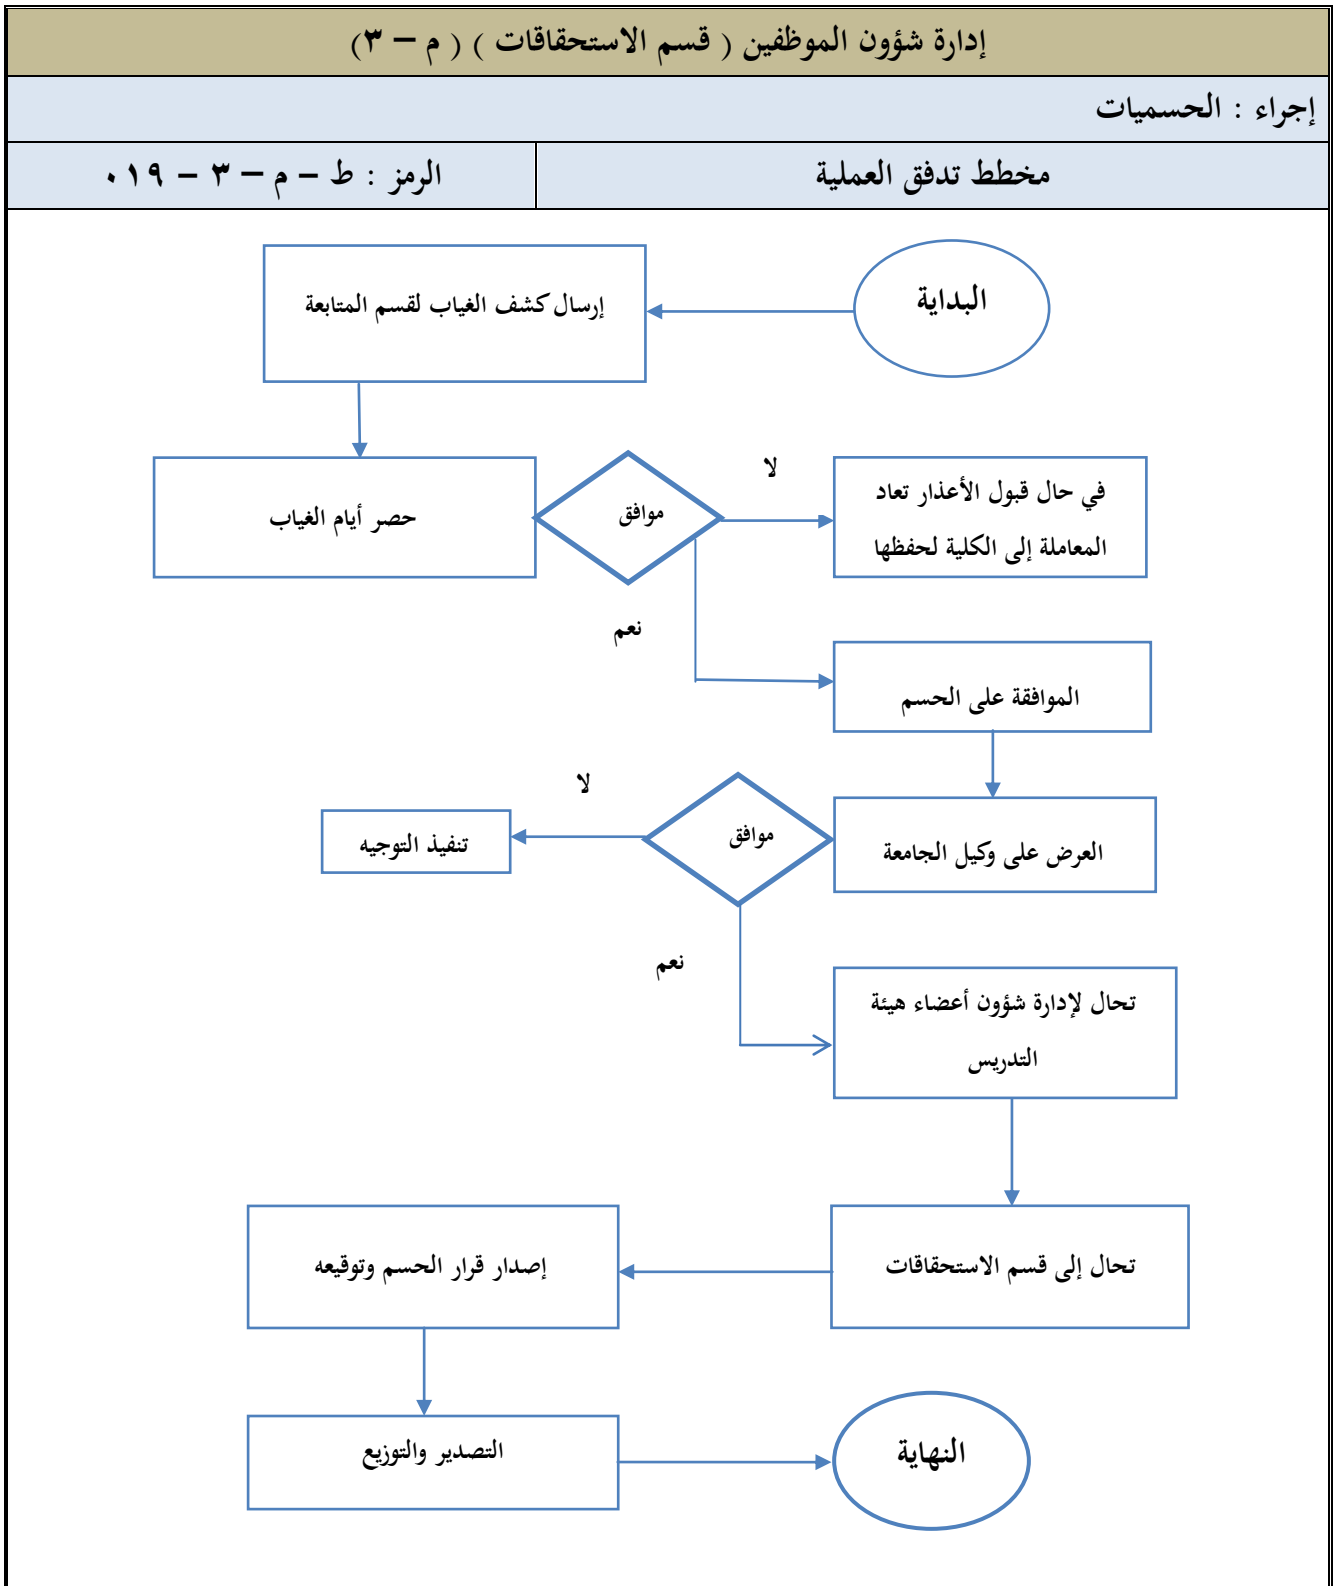 إدارة شؤون الموظفين ( قسم الاستحقاقات ) ( م – ٣)
إجراء : الحسميات
مخطط تدفق العملية
الرمز : ط – م – ٣ – ٠١٩
البداية
إرسال كشف الغياب لقسم المتابعة
حصر أيام الغياب
موافق
لا
في حال قبول الأعذار تعاد
المعاملة إلى الكلية لحفظها
نعم
الموافقة على الحسم
العرض على وكيل الجامعة
موافق
لا
تنفيذ التوجيه
نعم
تحال لإدارة شؤون أعضاء هيئة
التدريس
تحال إلى قسم الاستحقاقات
إصدار قرار الحسم وتوقيعه
التصدير والتوزيع
النهاية